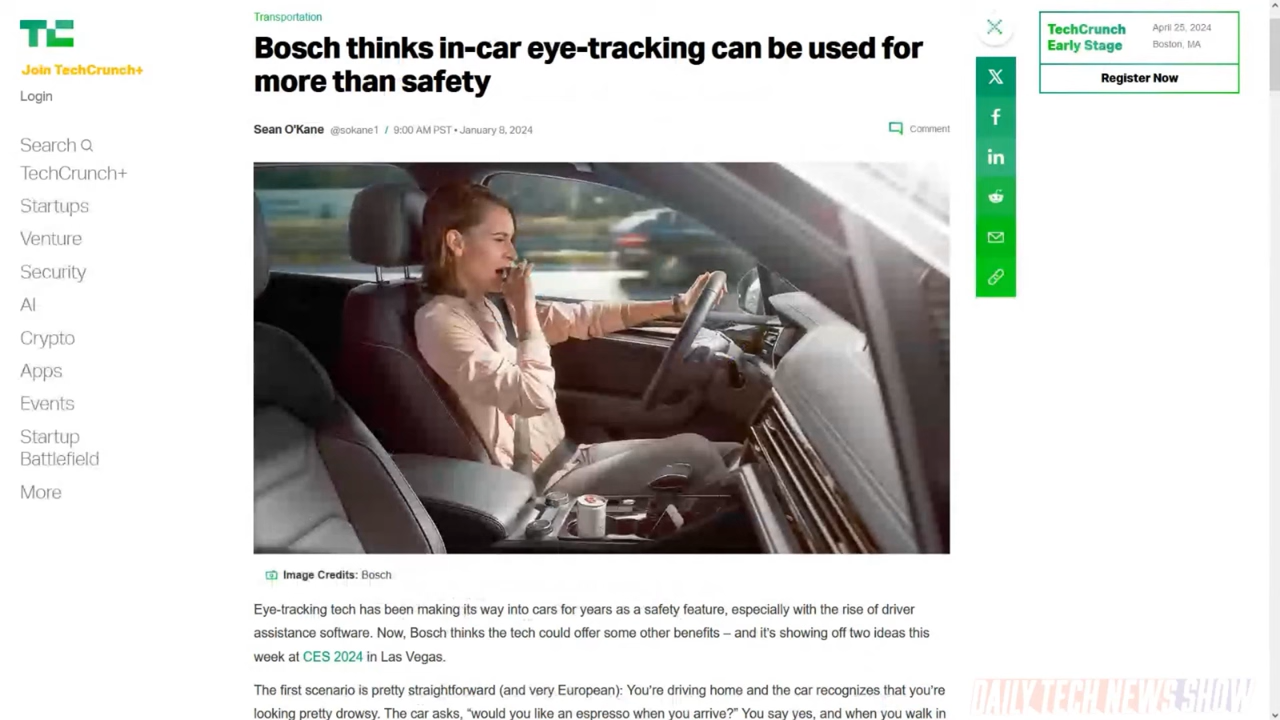 TC
Join TechCrunch+
Login
Search
TechCrunch+
Startups
Venture
Security
AI
Crypto
Apps
Events
Startup
Battlefield
More
Transportation
Bosch thinks in-car eye-tracking can be used for
more than safety
Sean O'Kane @sokane1 / 9:00 AM PST • January 8, 2024
Comment
Image Credits: Bosch
Eye-tracking tech has been making its way into cars for years as a safety feature, especially with the rise of driver
assistance software. Now, Bosch thinks the tech could offer some other benefits – and it's showing off two ideas this
week at CES 2024 in Las Vegas.
The first scenario is pretty straightforward (and very European): You're driving home and the car recognizes that you're
looking pretty drowsy. The car asks, “would you like an espresso when you arrive?” You say yes, and when you walk in
X
f
in
TechCrunch
Early Stage
April 25, 2024
Boston, MA
Register Now
DAILY TECH NEWS SHOW